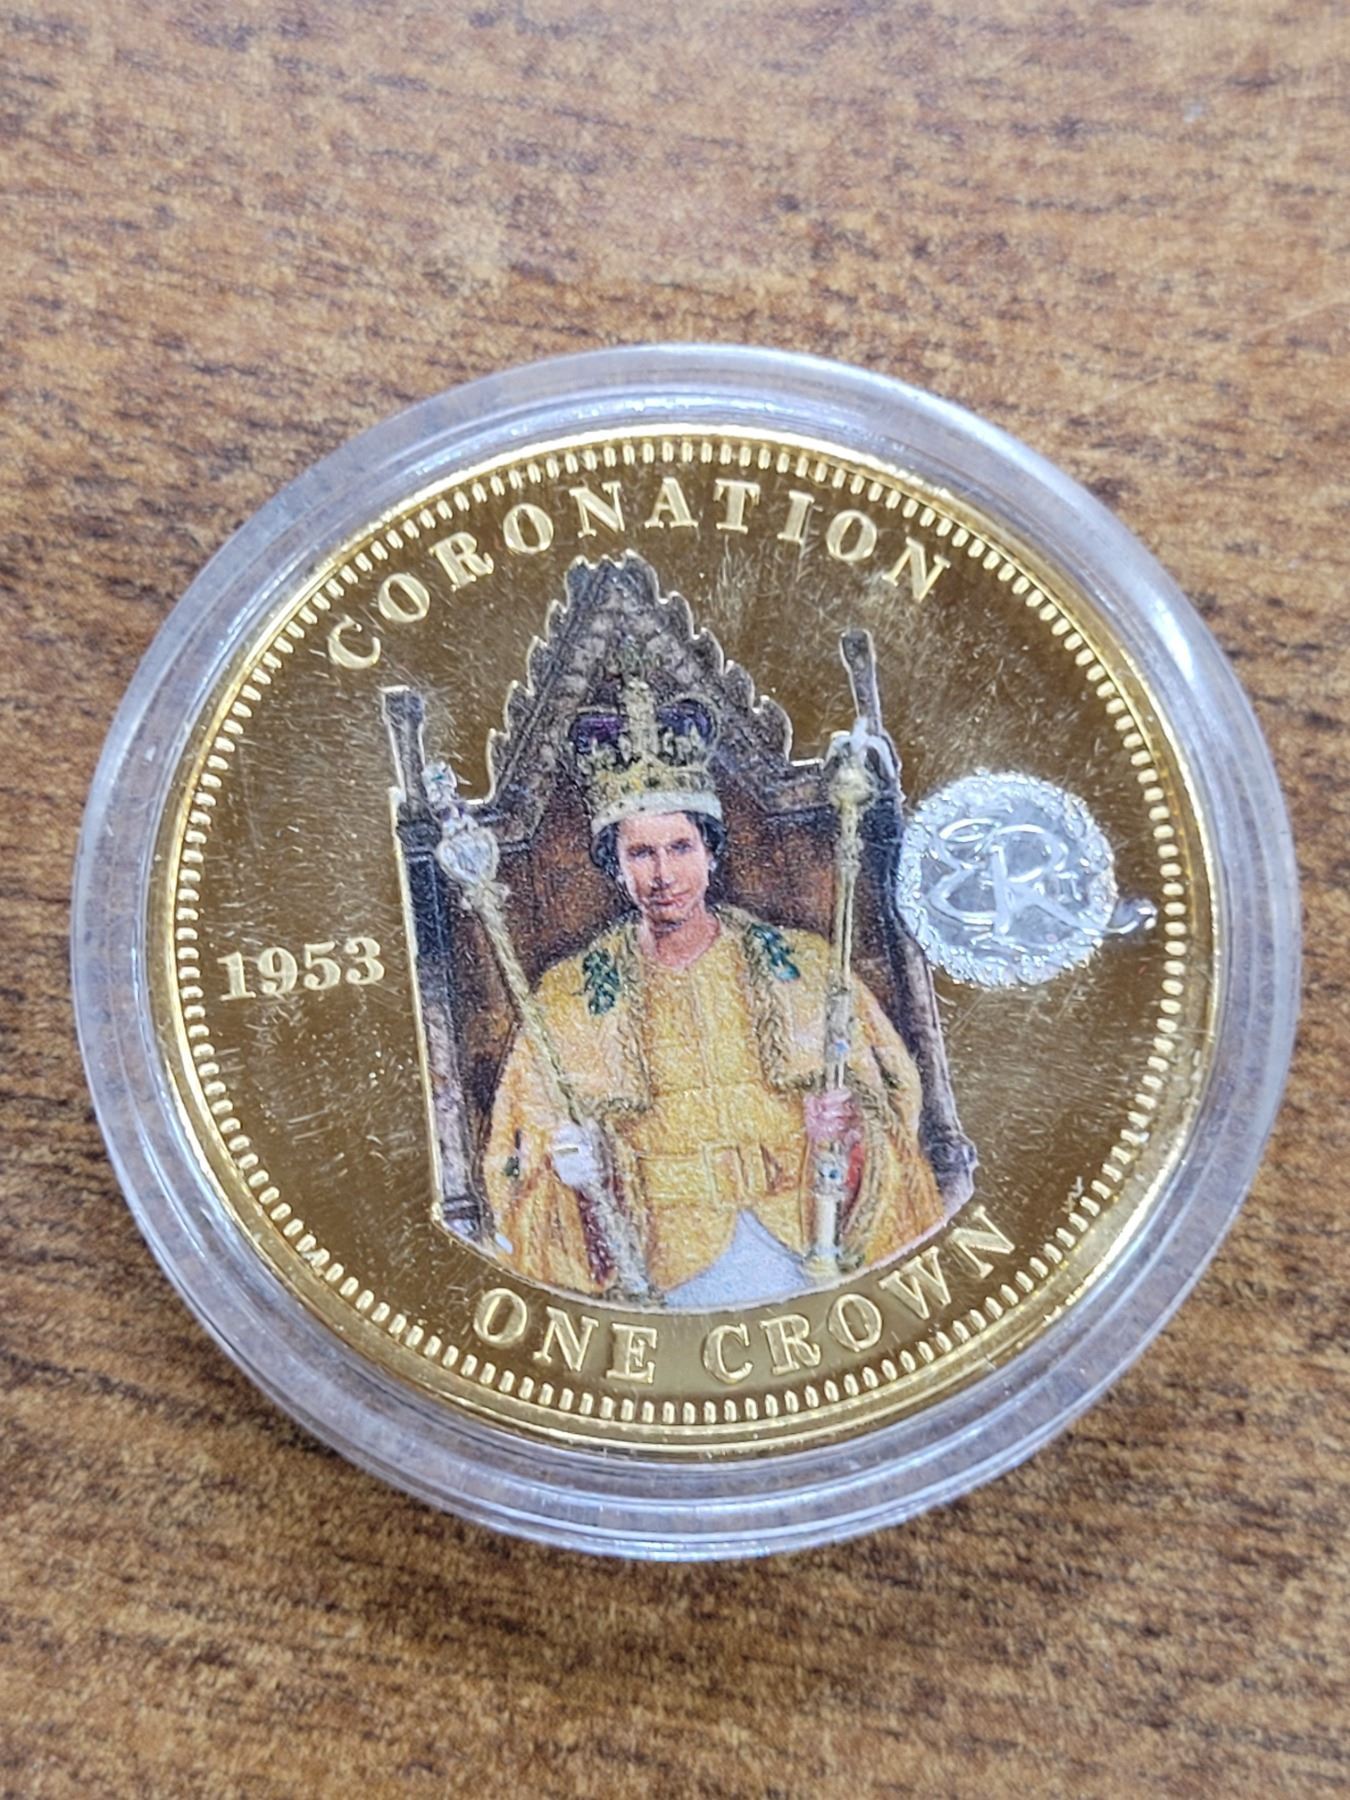 CORONATION
1953
ER
ONE CROWN